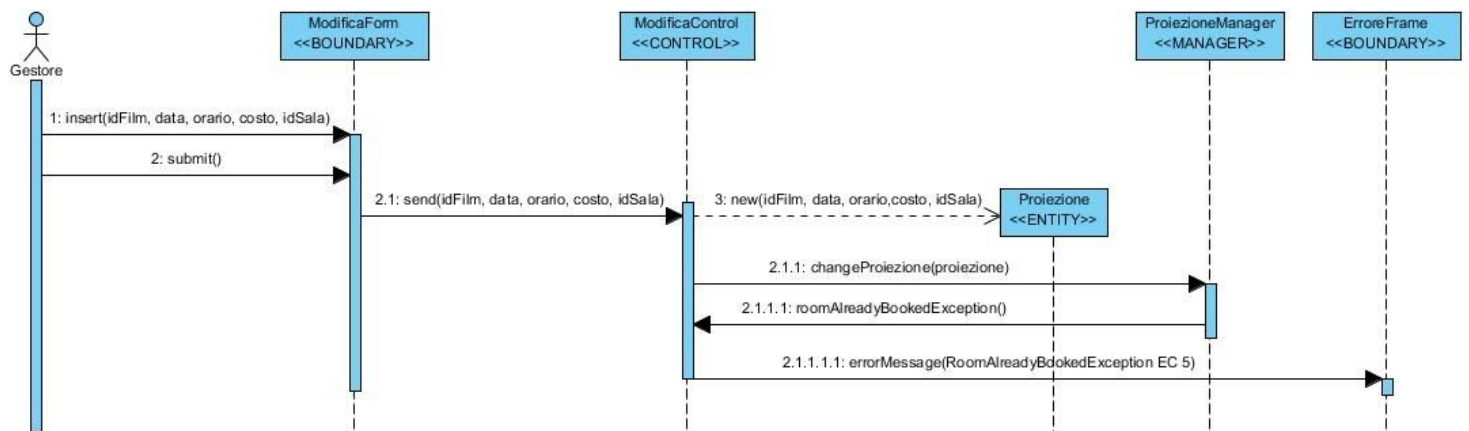 Gestore
ModificaForm
<<BOUNDARY>>
ModificaControl
<<CONTROL>>
ProiezioneManager
<<MANAGER>>
ErroreFrame
<<BOUNDARY>>
1: insert(idFilm, data, orario, costo, idSala)
2: submit()
2.1: send(idFilm, data, orario, costo, idSala)
3: new(idFilm, data, orario,costo, idSala)
Proiezione
<<ENTITY>>
2.1.1: changeProiezione(proiezione)
2.1.1.1: roomAlreadyBookedException()
2.1.1.1.1: errorMessage(RoomAlreadyBookedException EC 5)